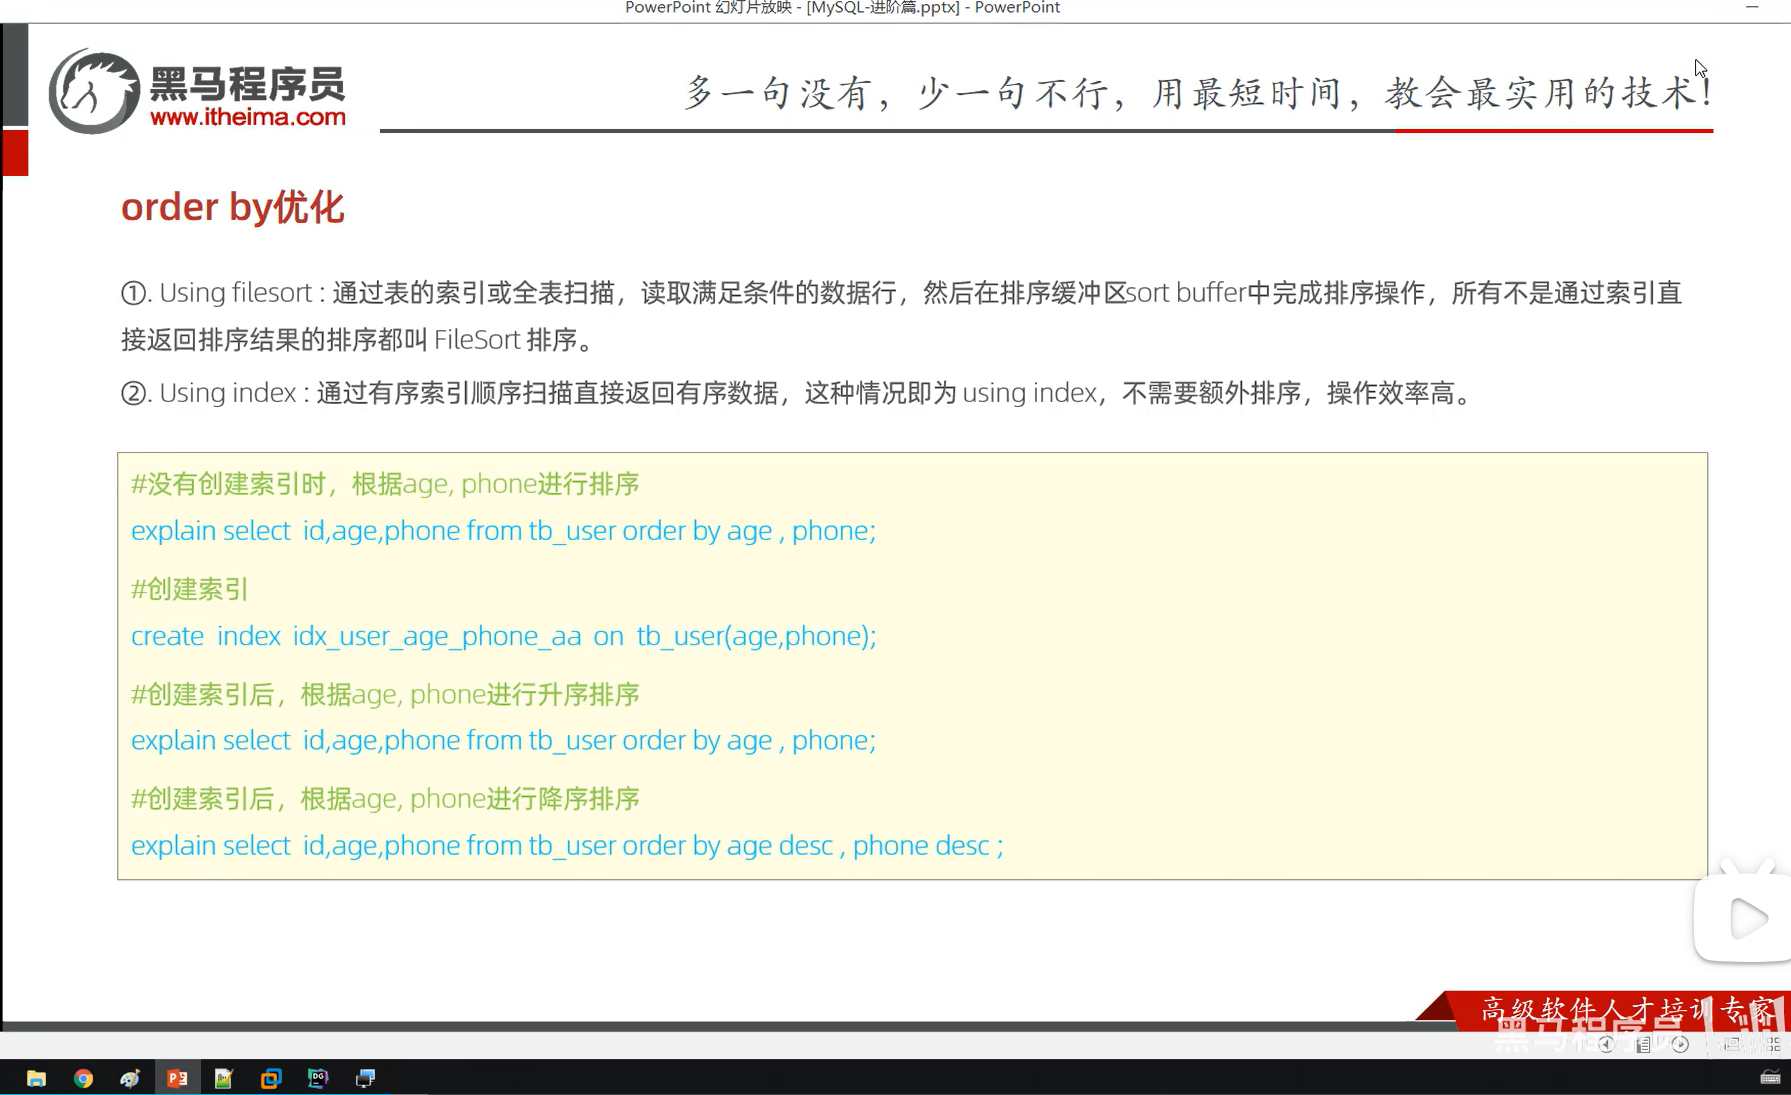 PowerPoint 幻灯片放映 - [MySQL-进阶篇.pptx] - PowerPoint
黑马程序员
www.itheima.com
多一句没有，少一句不行，用最短时间，教会最实用的技术！
order by优化
①. Using filesort : 通过表的索引或全表扫描，读取满足条件的数据行，然后在排序缓冲区sort buffer中完成排序操作，所有不是通过索引直
接返回排序结果的排序都叫 FileSort 排序。
②. Using index : 通过有序索引顺序扫描直接返回有序数据，这种情况即为 using index，不需要额外排序，操作效率高。
#没有创建索引时，根据age, phone进行排序
explain select id,age,phone from tb_user order by age , phone;
#创建索引
create index idx_user_age_phone_aa on tb_user(age,phone);
#创建索引后，根据age, phone进行升序排序
explain select id,age,phone from tb_user order by age , phone;
#创建索引后，根据age, phone进行降序排序
explain select id,age,phone from tb_user order by age desc , phone desc ;
高级软件人才培训专家
黑马程序员